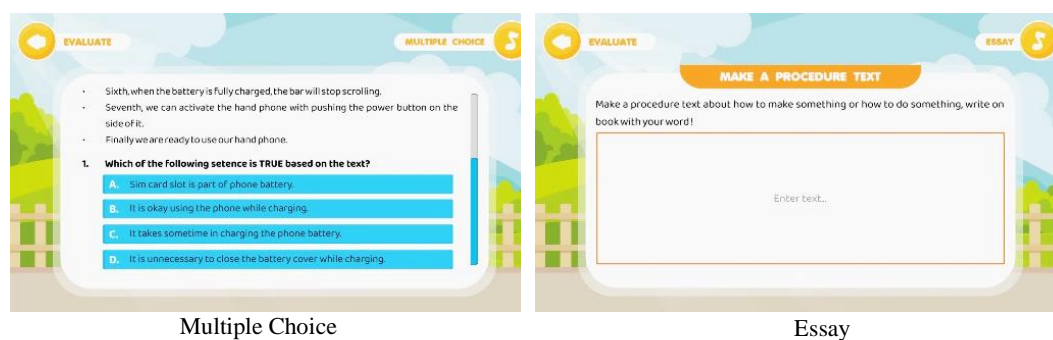 EVALUATE
MULTIPLE CHOICE
- Sixth, when the battery is fully charged, the bar will stop scrolling.
- Seventh, we can activate the hand phone with pushing the power button on the
side of it.
- Finally we are ready to use our hand phone.
1. Which of the following setence is TRUE based on the text?
A. Sim card slot is part of phone battery.
B. It is okay using the phone while charging.
C. It takes sometime in charging the phone battery.
D. It is unnecessary to close the battery cover while charging.
Multiple Choice
EVALUATE
ESSAY
MAKE A PROCEDURE TEXT
Make a procedure text about how to make something or how to do something, write on
book with your word!
Enter text...
Essay